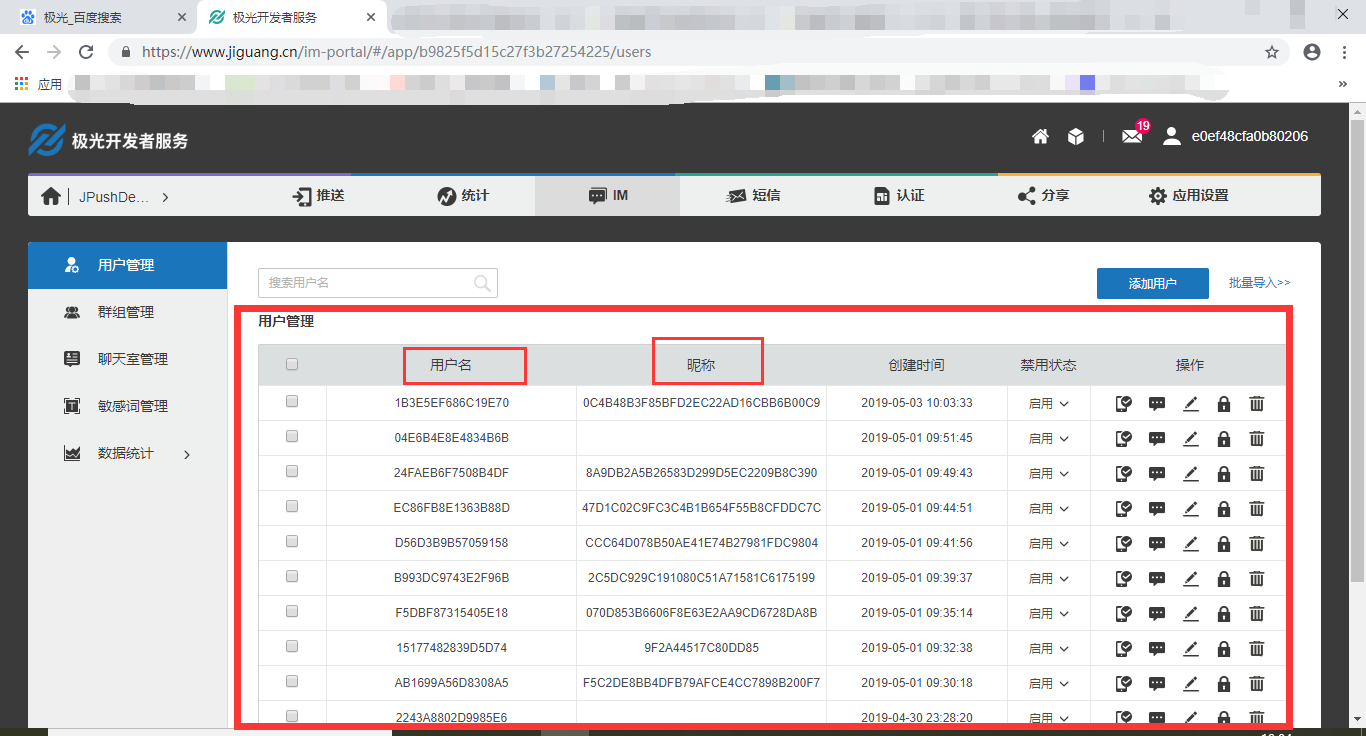 极光_百度搜索
极光开发者服务
https://www.jiguang.cn/im-portal/#/app/b9825f5d15c27f3b27254225/users
应用
极光开发者服务
19
e0ef48cfa0b80206
JPushDe...
推送
统计
IM
短信
认证
分享
应用设置
用户管理
群组管理
聊天室管理
敏感词管理
数据统计
搜索用户名
添加用户
批量导入>>
用户管理
用户名 昵称 创建时间 禁用状态 操作
1B3E5EF686C19E70 0C4B48B3F85BFD2EC22AD16CBB6B00C9 2019-05-03 10:03:33 启用
04E6B4E8E4834B6B 2019-05-01 09:51:45 启用
24FAEB6F7508B4DF 8A9DB2A5B26583D299D5EC2209B8C390 2019-05-01 09:49:43 启用
EC86FB8E1363B88D 47D1C02C9FC3C4B1B654F55B8CFDDC7C 2019-05-01 09:44:51 启用
D56D3B9B57059158 CCC64D078B50AE41E74B27981FDC9804 2019-05-01 09:41:56 启用
B993DC9743E2F96B 2C5DC929C191080C51A71581C6175199 2019-05-01 09:39:37 启用
F5DBF87315405E18 070D853B6606F8E63E2AA9CD6728DA8B 2019-05-01 09:35:14 启用
15177482839D5D74 9F2A44517C80DD85 2019-05-01 09:32:38 启用
AB1699A56D8308A5 F5C2DE8BB4DFB79AFCE4CC7898B200F7 2019-05-01 09:30:18 启用
2243A8802D9985E6 2019-04-30 23:28:20 启用